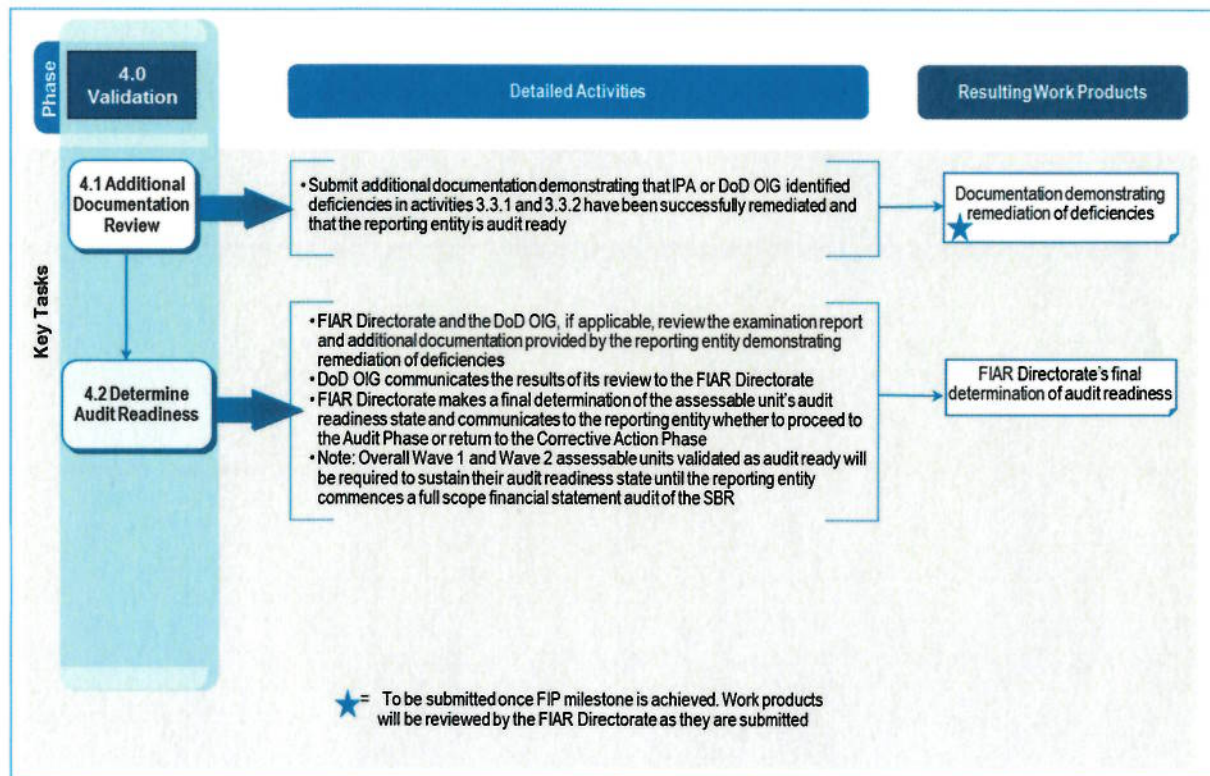 Phase
4.0
Validation
Detailed Activities
Resulting Work Products
Key Tasks
4.1 Additional
Documentation
Review
• Submit additional documentation demonstrating that IPA or DoD OIG identified
deficiencies in activities 3.3.1 and 3.3.2 have been successfully remediated and
that the reporting entity is audit ready
Documentation demonstrating
remediation of deficiencies
4.2 Determine
Audit Readiness
• FIAR Directorate and the DoD OIG, if applicable, review the examination report
and additional documentation provided by the reporting entity demonstrating
remediation of deficiencies
• DoD OIG communicates the results of its review to the FIAR Directorate
• FIAR Directorate makes a final determination of the assessable unit's audit
readiness state and communicates to the reporting entity whether to proceed to
the Audit Phase or return to the Corrective Action Phase
• Note: Overall Wave 1 and Wave 2 assessable units validated as audit ready will
be required to sustain their audit readiness state until the reporting entity
commences a full scope financial statement audit of the SBR
FIAR Directorate's final
determination of audit readiness
★= To be submitted once FIP milestone is achieved. Work products
will be reviewed by the FIAR Directorate as they are submitted